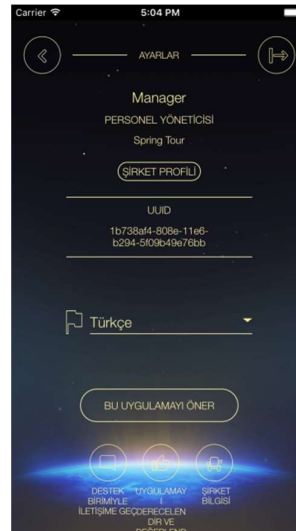 Carrier 5:04 PM
AYARLAR
Manager
PERSONEL YÖNETİCİSİ
Spring Tour
ŞİRKET PROFİLİ
UUID
1b738af4-808e-11e6-
b294-5f09b49e76bb
Türkçe
BU UYGULAMAYI ÖNER
DESTEK
BİRİMİYLE
İLETİŞİME GEÇ
UYGULAMAY
I
DERECELEN
DİR VE
DEĞERLEND
ŞİRKET
BİLGİSİ